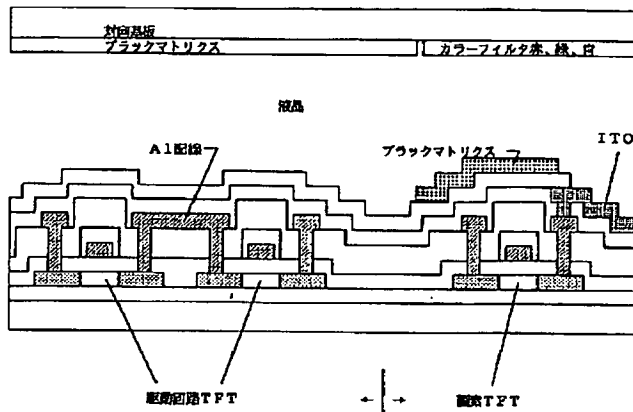 対向基板
ブラックマトリクス
カラーフィルタ赤、緑、
液晶
Al配線
ブラックマトリクス
ITO
駆動回路TFT
画素TFT